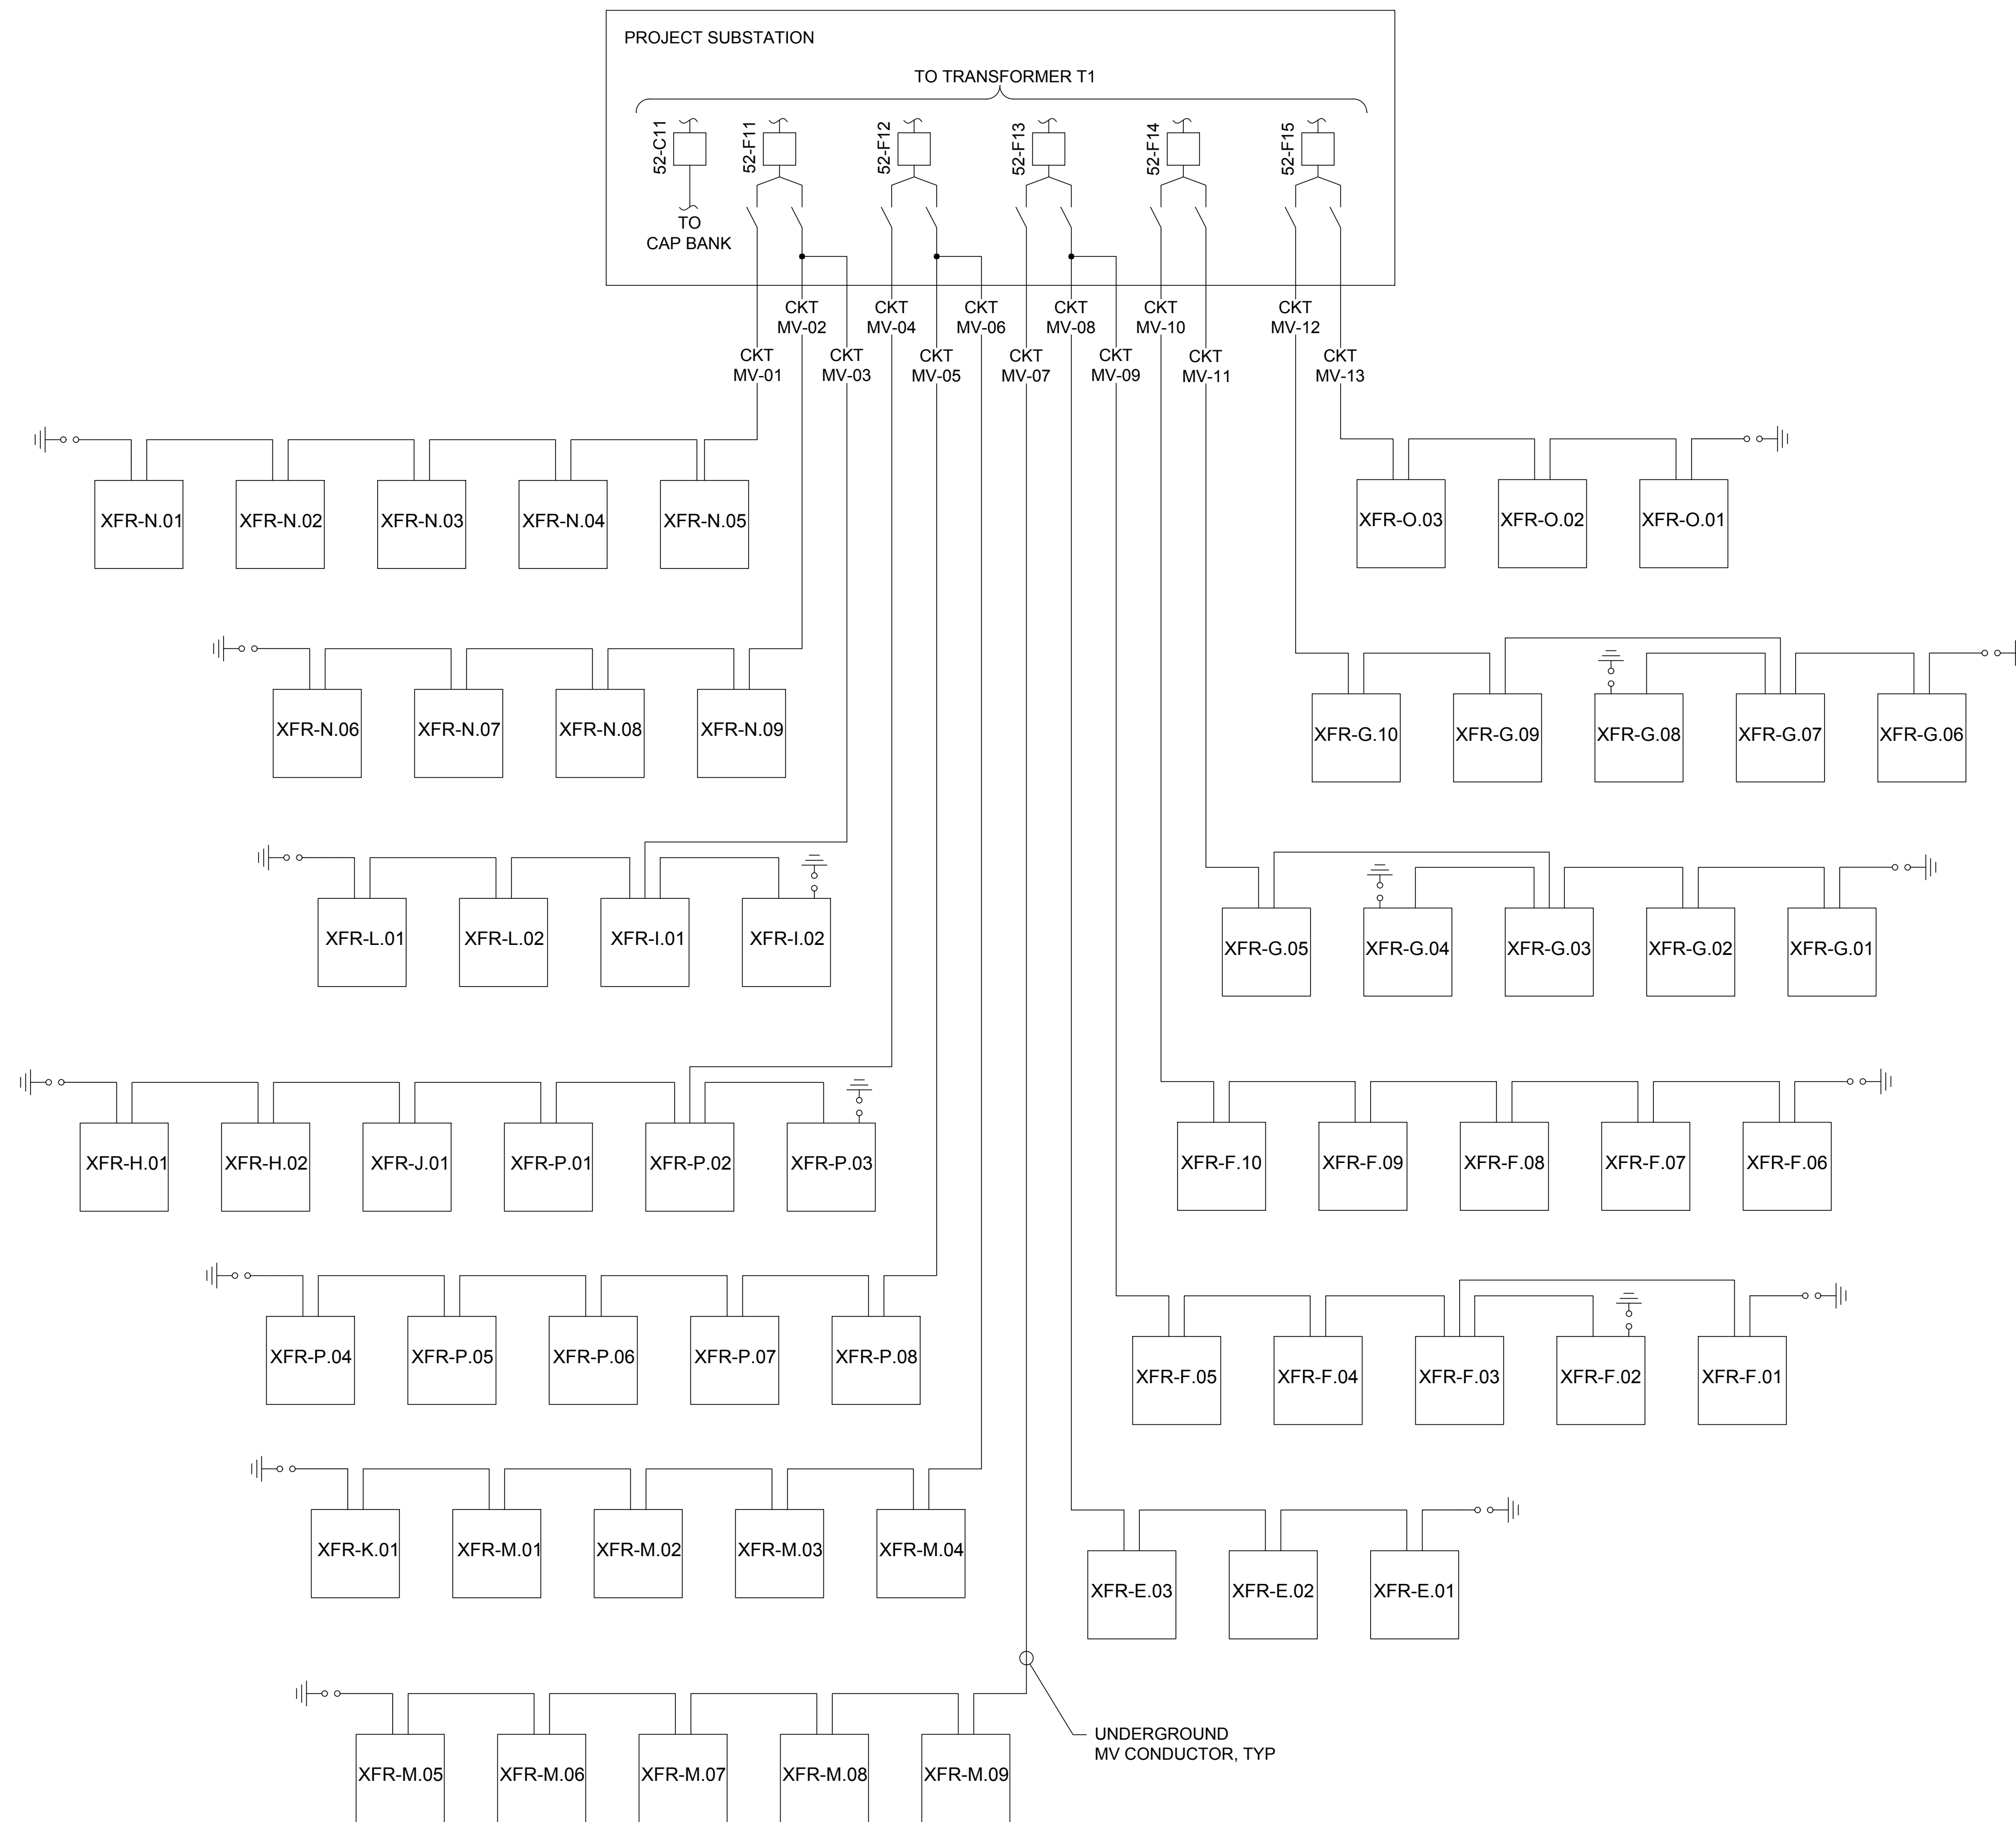 PROJECT SUBSTATION
TO TRANSFORMER T1
52-C11
52-F11
52-F12
52-F13
52-F14
52-F15
TO
CAP BANK
CKT
MV-02
CKT
MV-04
CKT
MV-06
CKT
MV-08
CKT
MV-10
CKT
MV-12
CKT
MV-01
CKT
MV-03
CKT
MV-05
CKT
MV-07
CKT
MV-09
CKT
MV-11
CKT
MV-13
XFR-N.01
XFR-N.02
XFR-N.03
XFR-N.04
XFR-N.05
XFR-O.03
XFR-O.02
XFR-O.01
XFR-N.06
XFR-N.07
XFR-N.08
XFR-N.09
XFR-G.10
XFR-G.09
XFR-G.08
XFR-G.07
XFR-G.06
XFR-L.01
XFR-L.02
XFR-I.01
XFR-I.02
XFR-G.05
XFR-G.04
XFR-G.03
XFR-G.02
XFR-G.01
XFR-H.01
XFR-H.02
XFR-J.01
XFR-P.01
XFR-P.02
XFR-P.03
XFR-F.10
XFR-F.09
XFR-F.08
XFR-F.07
XFR-F.06
XFR-P.04
XFR-P.05
XFR-P.06
XFR-P.07
XFR-P.08
XFR-F.05
XFR-F.04
XFR-F.03
XFR-F.02
XFR-F.01
XFR-K.01
XFR-M.01
XFR-M.02
XFR-M.03
XFR-M.04
XFR-E.03
XFR-E.02
XFR-E.01
UNDERGROUND
MV CONDUCTOR, TYP
XFR-M.05
XFR-M.06
XFR-M.07
XFR-M.08
XFR-M.09